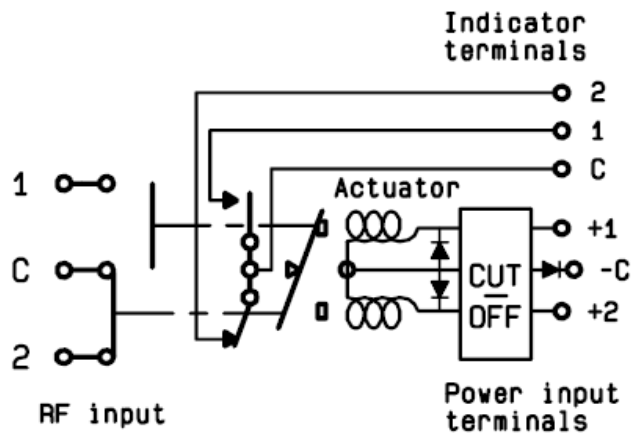 Indicator
terminals
2
1
C
Actuator
1
C
2
RF input
CUT
OFF
+1
-C
+2
Power input
terminals